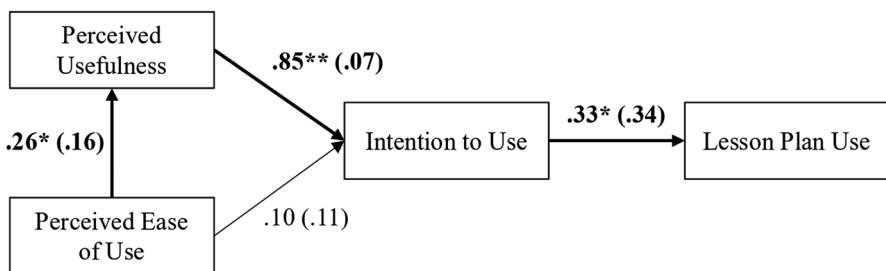 Perceived
Usefulness
.85** (.07)
.26* (.16)
Intention to Use
.33* (.34)
Lesson Plan Use
Perceived Ease
of Use
.10 (.11)